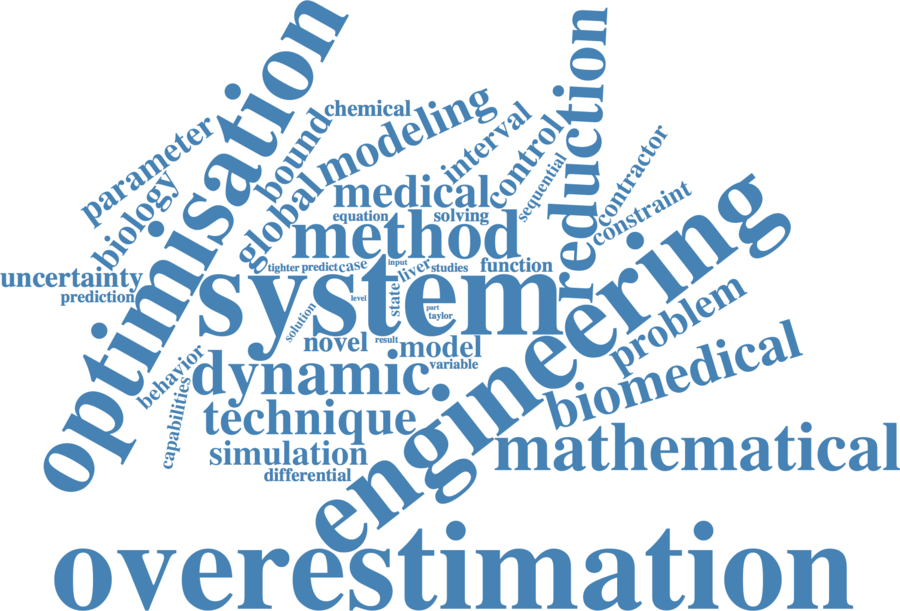 optimisation
reduction
chemical
modeling
parameter
bound
interval
control
contractor
biology
global
medical
sequential
constraint
equation
solving
method
engineering
uncertainty
prediction
tighter
predict
case
input
liver
studies
function
system
level
state
part
taylor
solution
problem
novel
result
model
variable
behavior
dynamic
biomedical
capabilities
technique
mathematical
simulation
differential
overestimation